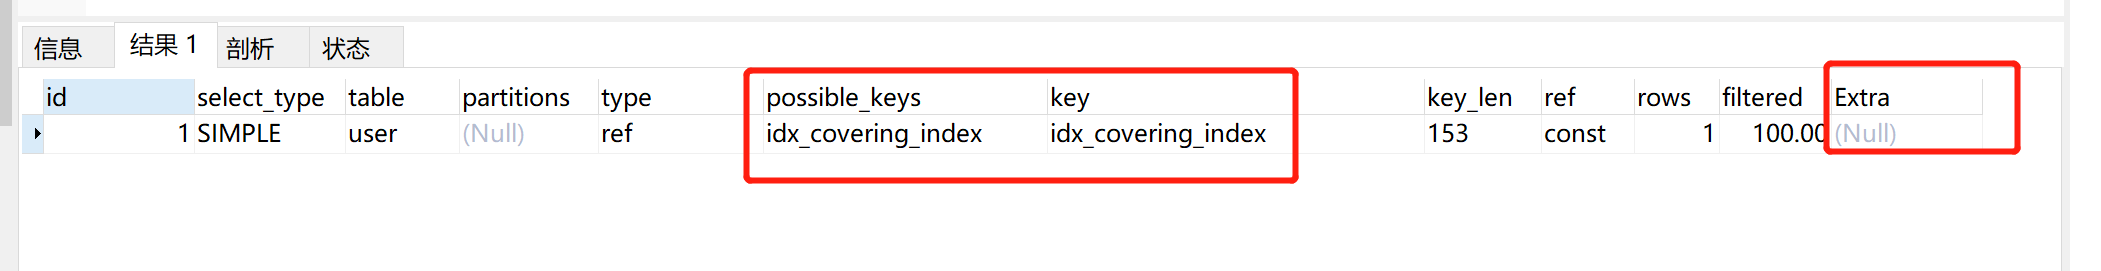 信息 结果 1 剖析 状态
id select_type table partitions type possible_keys key key_len ref rows filtered Extra
1 SIMPLE user (Null) ref idx_covering_index idx_covering_index 153 const 1 100.00 (Null)